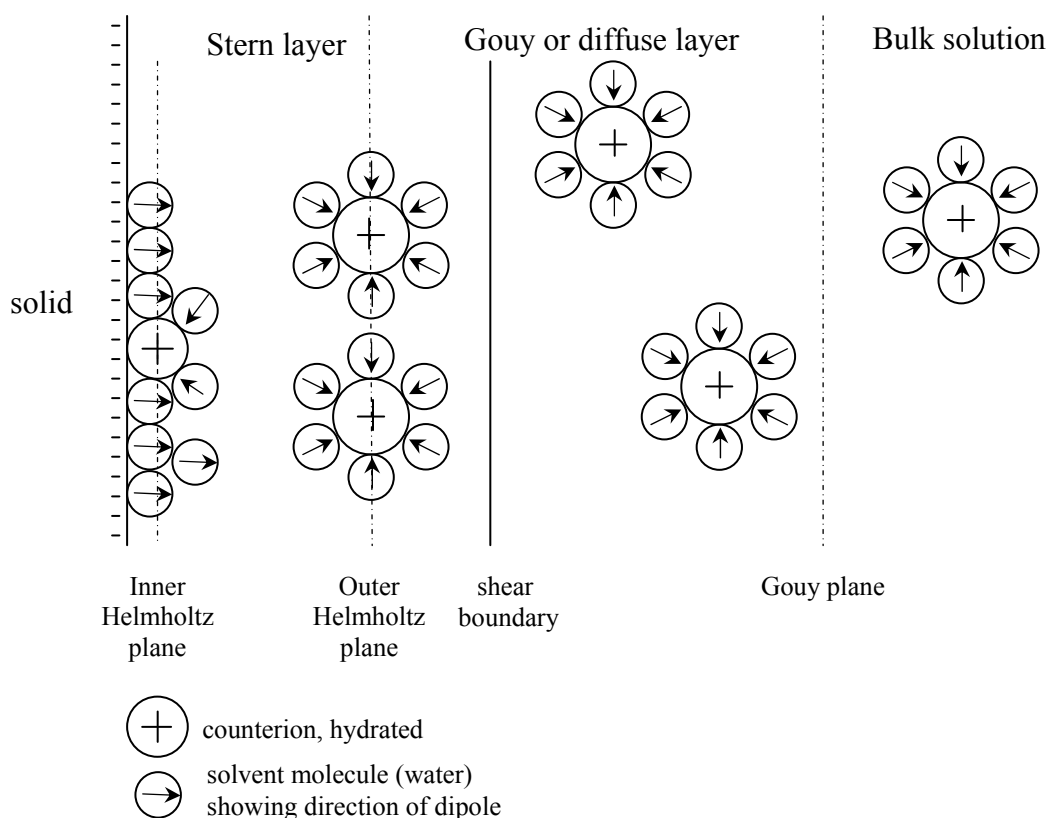 Stern layer
Gouy or diffuse layer
Bulk solution
solid
Inner
Helmholtz
plane
Outer
Helmholtz
plane
shear
boundary
Gouy plane
counterion, hydrated
solvent molecule (water)
showing direction of dipole